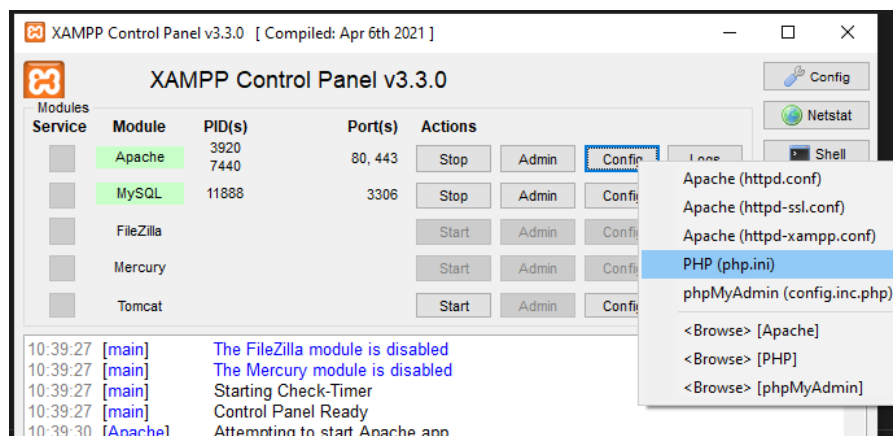 XAMPP Control Panel v3.3.0 [ Compiled: Apr 6th 2021 ]
XAMPP Control Panel v3.3.0
Config
Modules
Netstat
Service Module PID(s) Port(s) Actions
Shell
Apache 3920 7440 80, 443 Stop Admin Config Logs
MySQL 11888 3306 Stop Admin Config
FileZilla Start Admin Config
Mercury Start Admin Config
Tomcat Start Admin Config
Apache (httpd.conf)
Apache (httpd-ssl.conf)
Apache (httpd-xampp.conf)
PHP (php.ini)
phpMyAdmin (config.inc.php)
<Browse> [Apache]
<Browse> [PHP]
<Browse> [phpMyAdmin]
10:39:27 [main] The FileZilla module is disabled
10:39:27 [main] The Mercury module is disabled
10:39:27 [main] Starting Check-Timer
10:39:27 [main] Control Panel Ready
10:39:30 [Apache] Attempting to start Apache app